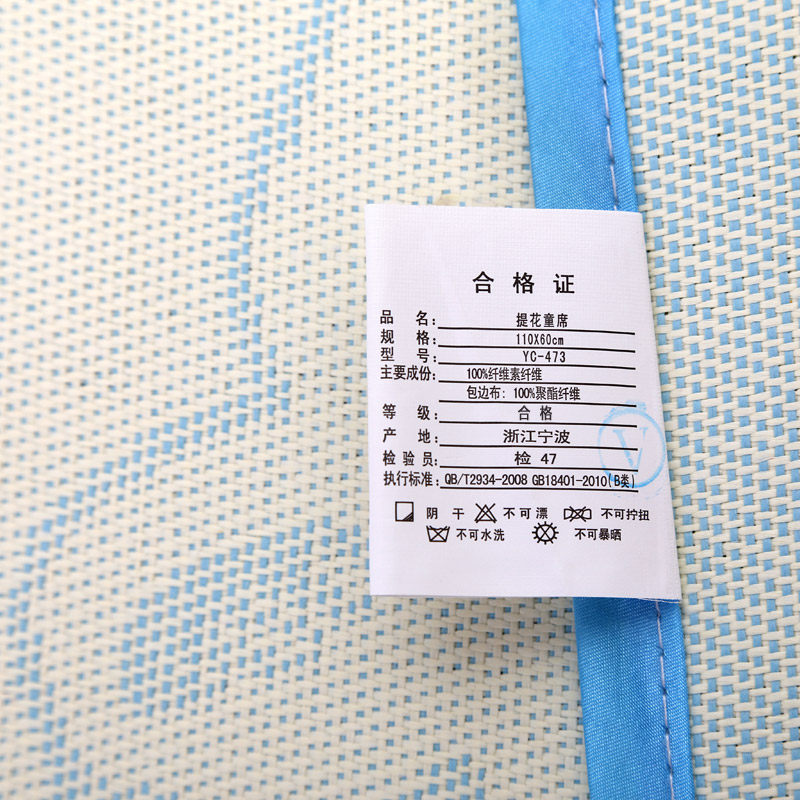 合格证
品 名: 提花童席
规 格: 110X60cm
型 号: YC-473
主要成份: 100%纤维素纤维
包边布: 100%聚酯纤维
等 级: 合 格
产 地: 浙江宁波
检 验 员: 检 47
执行标准: QB/T2934-2008 GB18401-2010(B类)
阴 干 不可漂 不可拧扭
不可水洗 不可暴晒
V